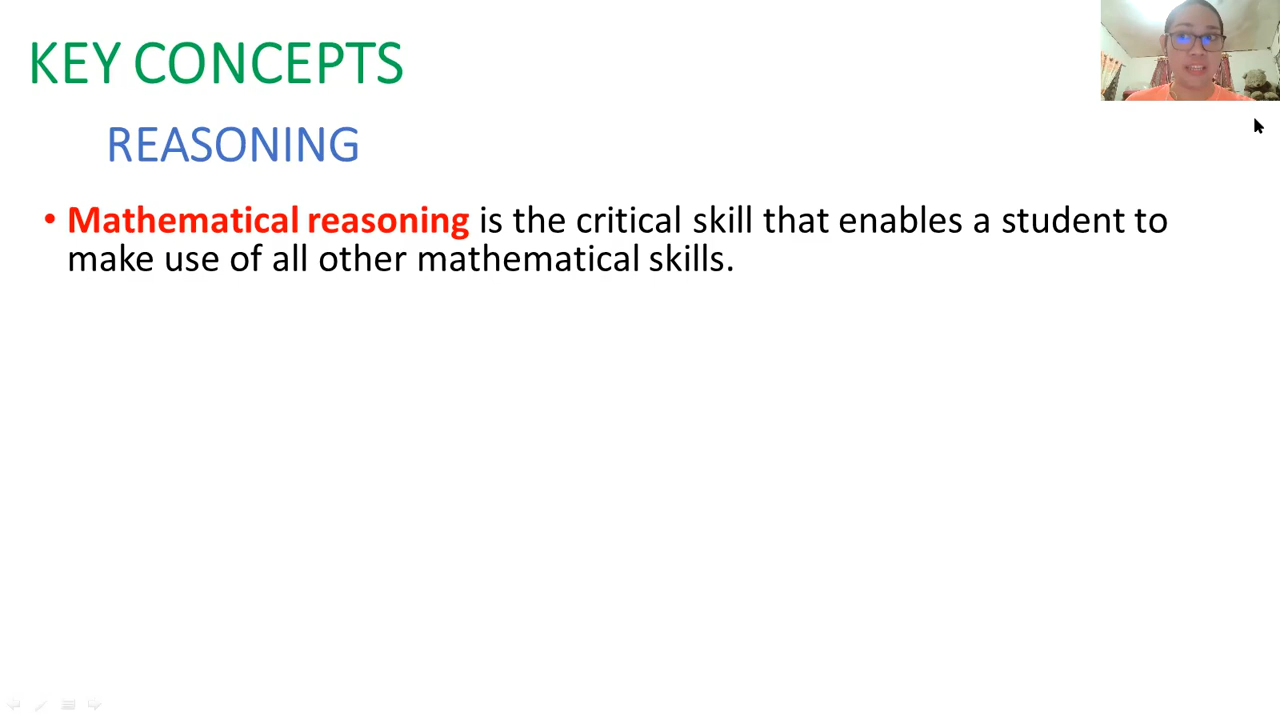 KEY CONCEPTS
REASONING
• Mathematical reasoning is the critical skill that enables a student to
make use of all other mathematical skills.